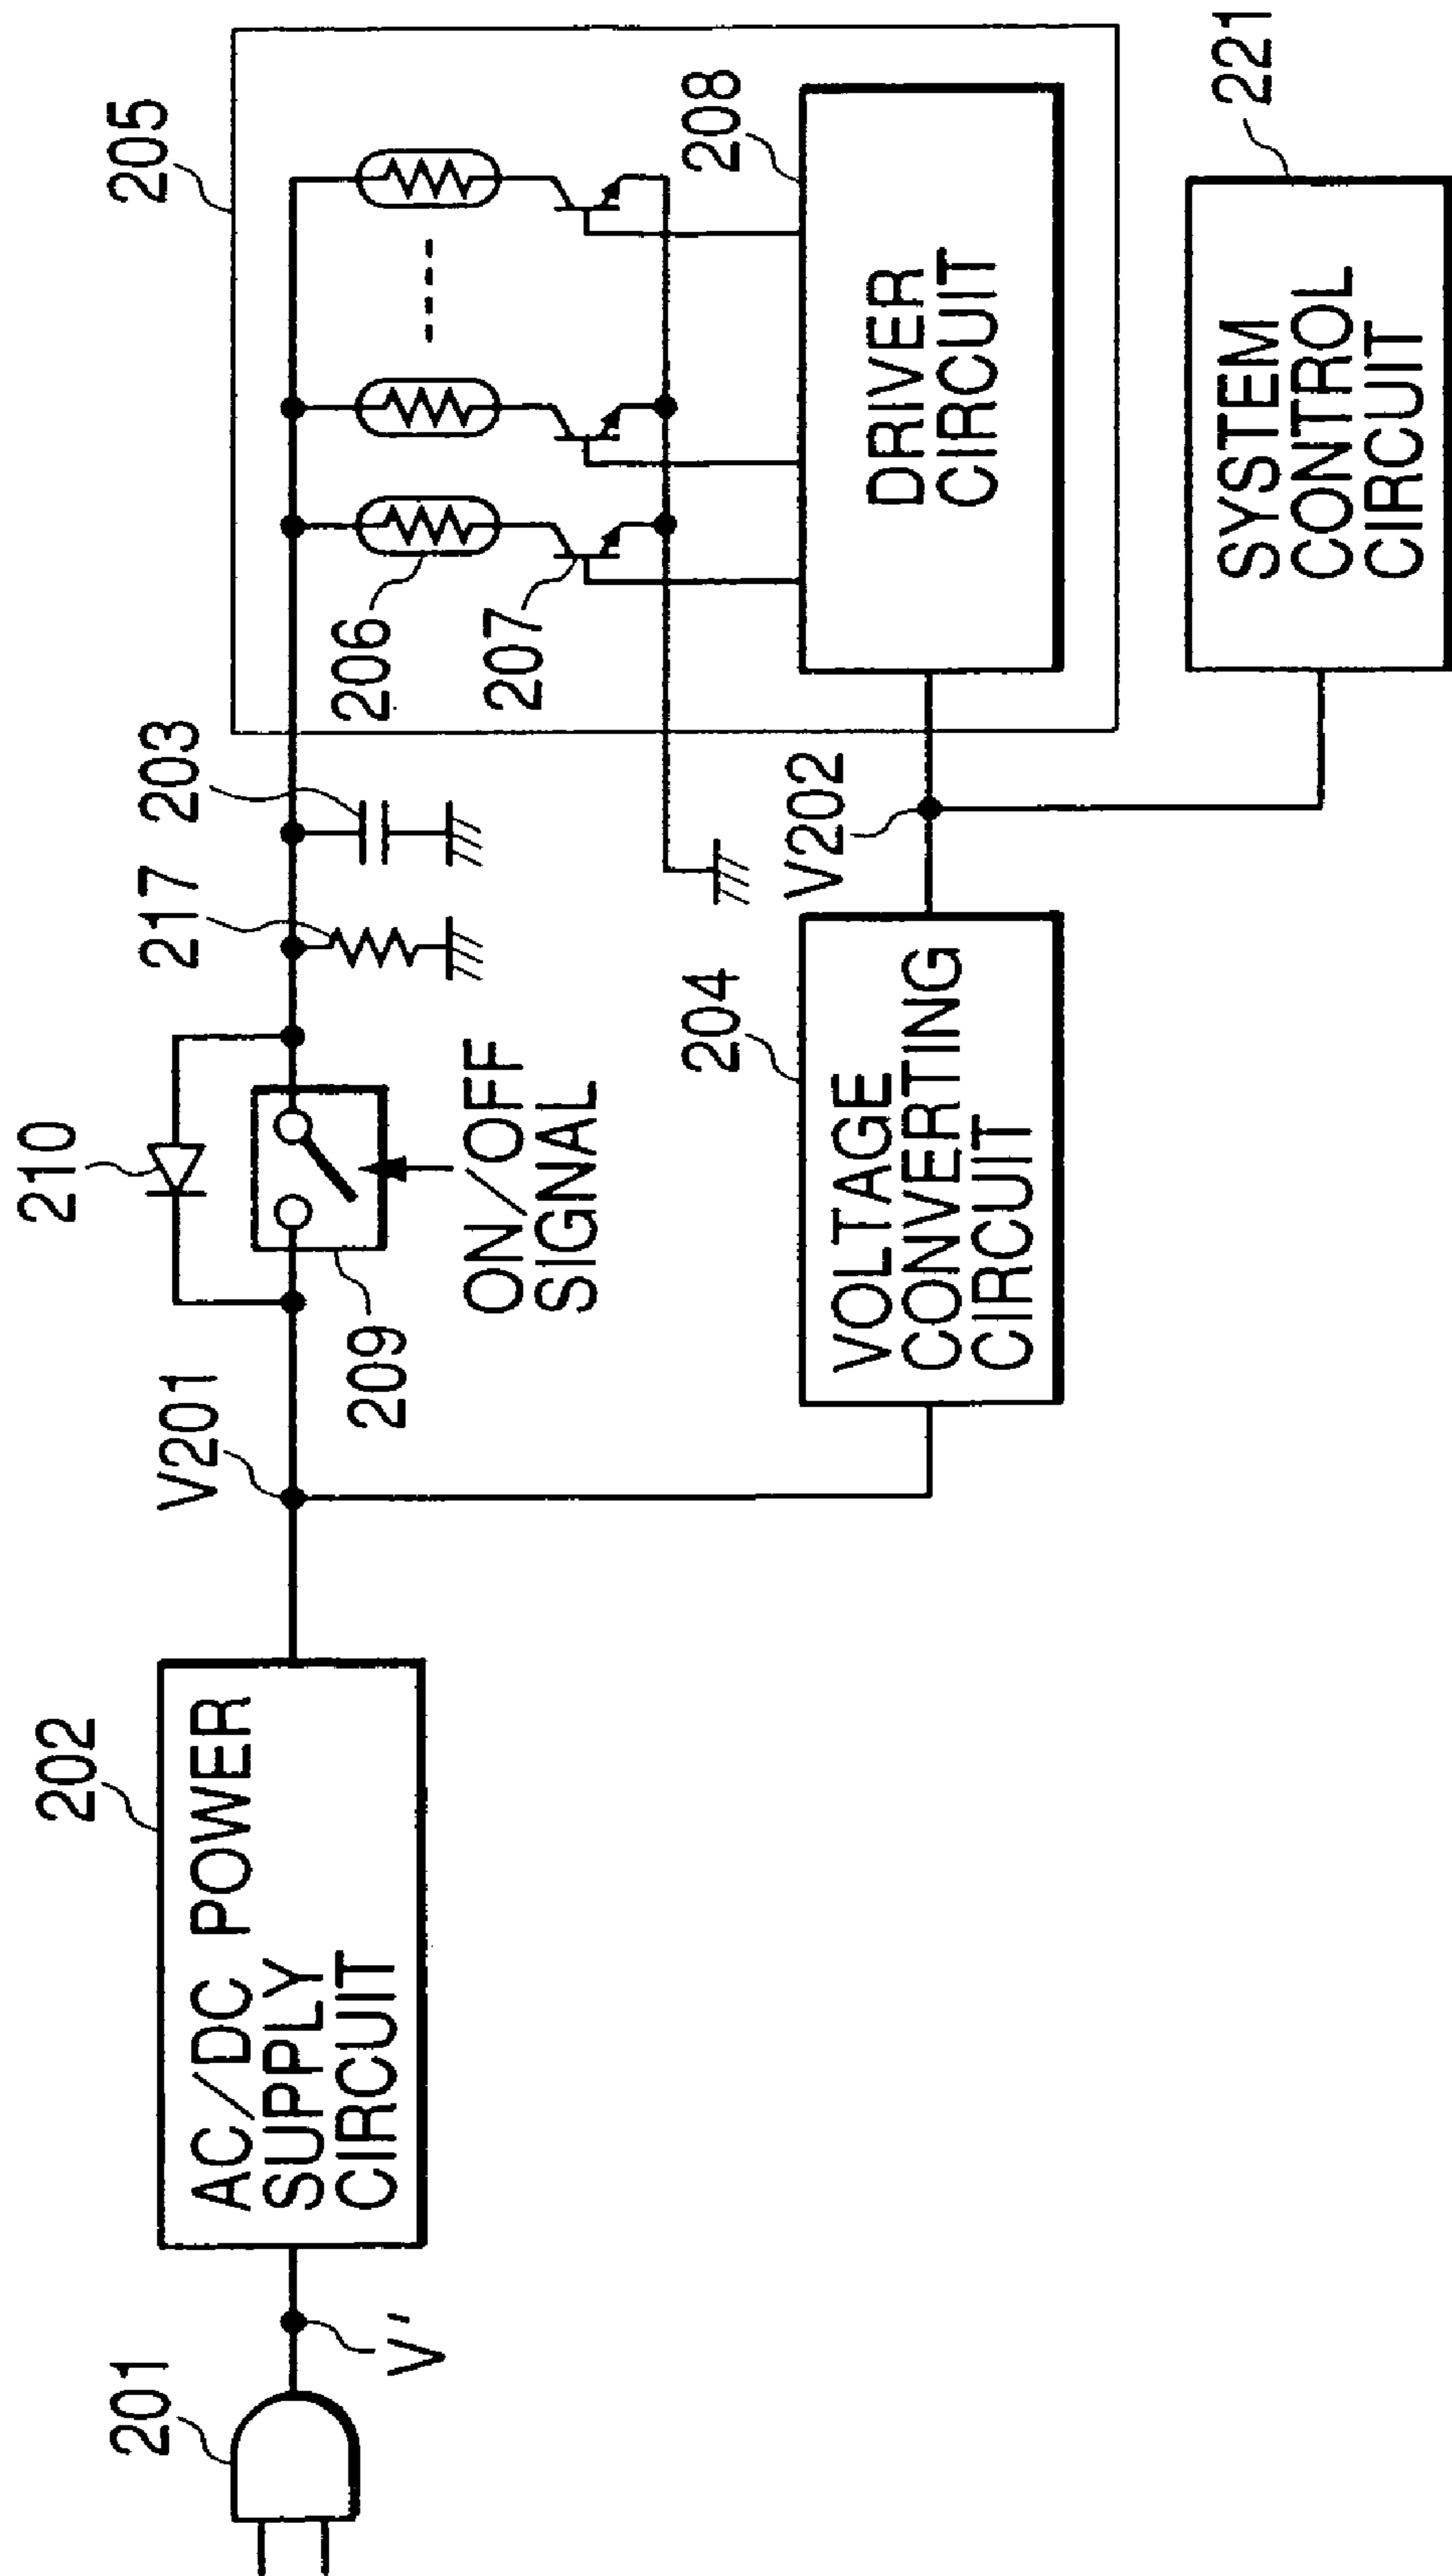 201
V'
202
AC/DC POWER
SUPPLY
CIRCUIT
V201
210
209
ON/OFF
SIGNAL
217
203
205
206
207
208
DRIVER
CIRCUIT
204
VOLTAGE
CONVERTING
CIRCUIT
V202
221
SYSTEM
CONTROL
CIRCUIT